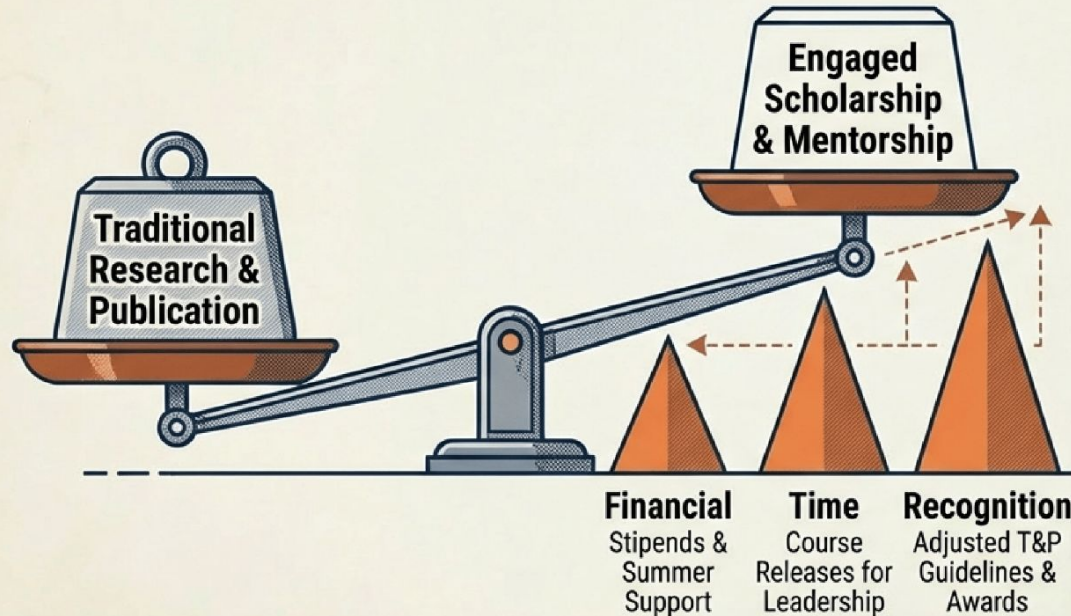 Traditional
Research &
Publication
Engaged
Scholarship
& Mentorship
Financial
Stipends &
Summer
Support
Time
Course
Releases for
Leadership
Recognition
Adjusted T&P
Guidelines &
Awards